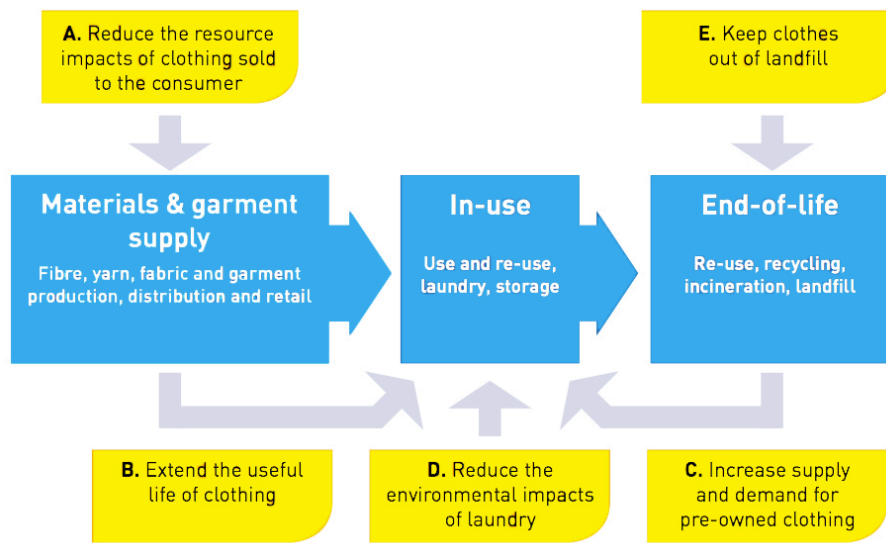 A. Reduce the resource
impacts of clothing sold
to the consumer
E. Keep clothes
out of landfill
Materials & garment
supply
Fibre, yarn, fabric and garment
production, distribution and retail
In-use
Use and re-use,
laundry, storage
End-of-life
Re-use, recycling,
incineration, landfill
B. Extend the useful
life of clothing
D. Reduce the
environmental impacts
of laundry
C. Increase supply
and demand for
pre-owned clothing